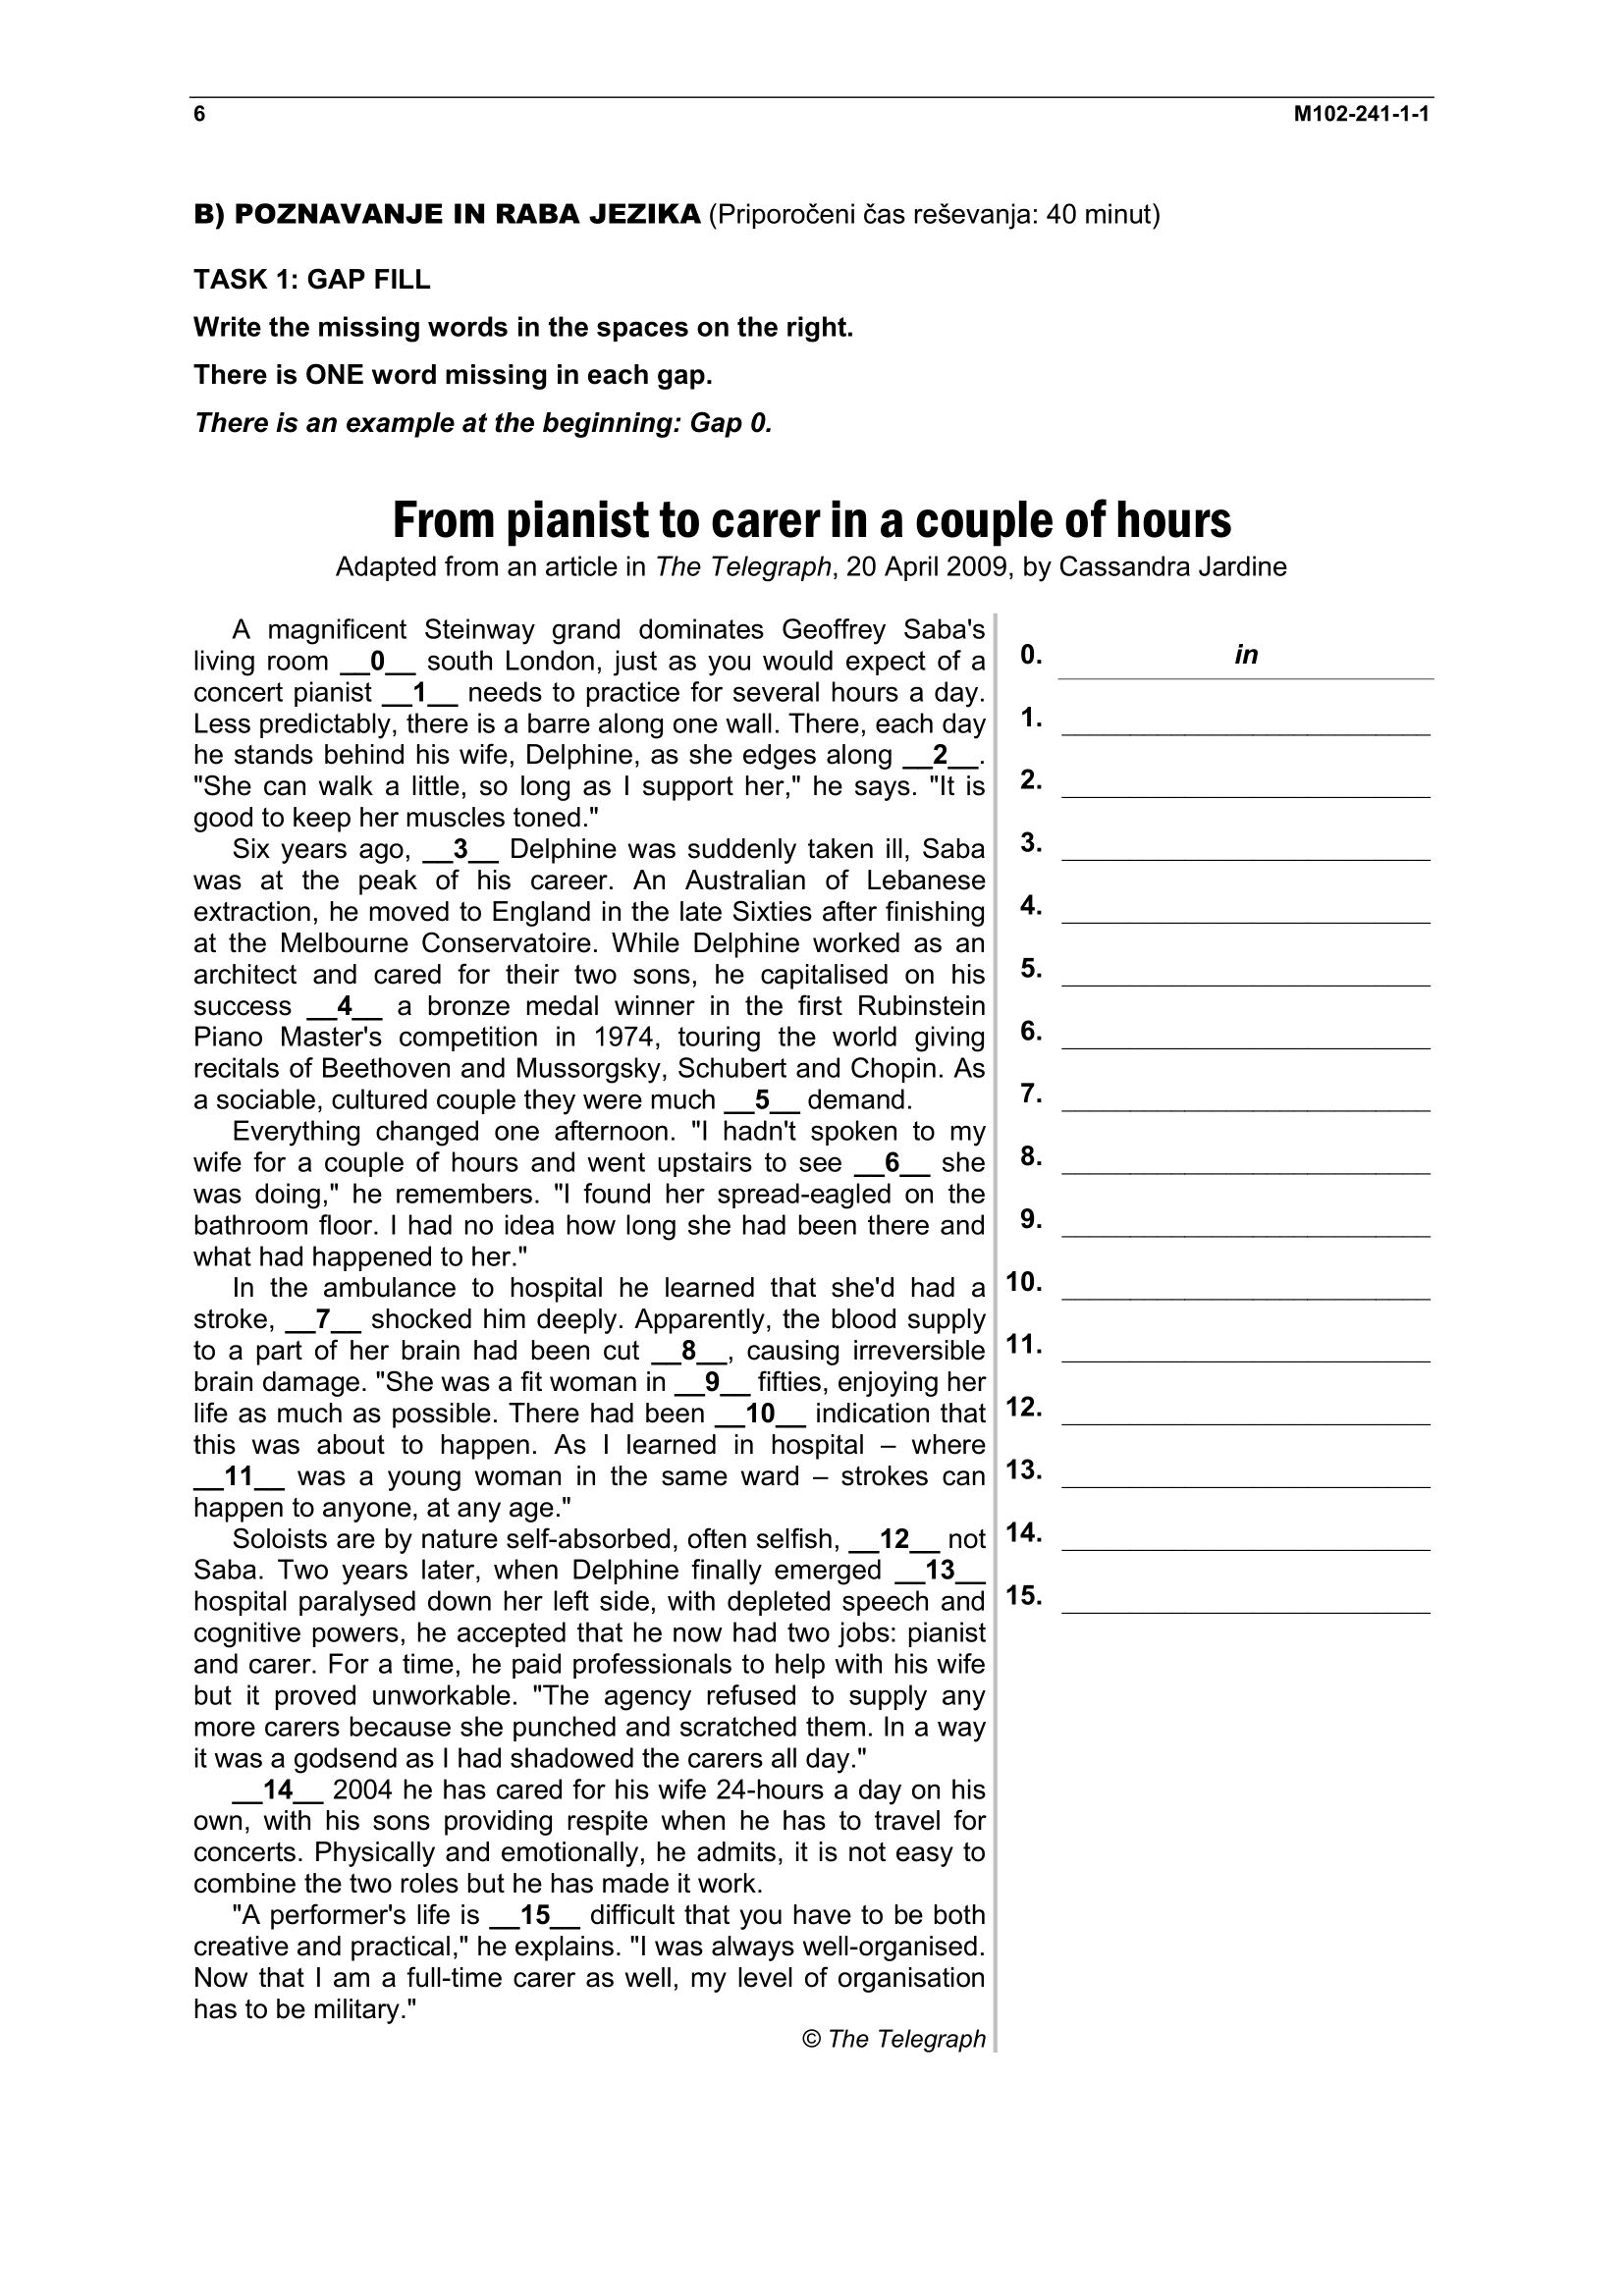 6 M102-241-1-1
B) POZNAVANJE IN RABA JEZIKA (Priporočeni čas reševanja: 40 minut)
TASK 1: GAP FILL
Write the missing words in the spaces on the right.
There is ONE word missing in each gap.
There is an example at the beginning: Gap 0.
From pianist to carer in a couple of hours
Adapted from an article in The Telegraph, 20 April 2009, by Cassandra Jardine
A magnificent Steinway grand dominates Geoffrey Saba's
living room __0__ south London, just as you would expect of a
concert pianist __1__ needs to practice for several hours a day.
Less predictably, there is a barre along one wall. There, each day
he stands behind his wife, Delphine, as she edges along __2__.
"She can walk a little, so long as I support her," he says. "It is
good to keep her muscles toned."
Six years ago, __3__ Delphine was suddenly taken ill, Saba
was at the peak of his career. An Australian of Lebanese
extraction, he moved to England in the late Sixties after finishing
at the Melbourne Conservatoire. While Delphine worked as an
architect and cared for their two sons, he capitalised on his
success __4__ a bronze medal winner in the first Rubinstein
Piano Master's competition in 1974, touring the world giving
recitals of Beethoven and Mussorgsky, Schubert and Chopin. As
a sociable, cultured couple they were much __5__ demand.
Everything changed one afternoon. "I hadn't spoken to my
wife for a couple of hours and went upstairs to see __6__ she
was doing," he remembers. "I found her spread-eagled on the
bathroom floor. I had no idea how long she had been there and
what had happened to her."
In the ambulance to hospital he learned that she'd had a
stroke, __7__ shocked him deeply. Apparently, the blood supply
to a part of her brain had been cut __8__, causing irreversible
brain damage. "She was a fit woman in __9__ fifties, enjoying her
life as much as possible. There had been __10__ indication that
this was about to happen. As I learned in hospital – where
__11__ was a young woman in the same ward – strokes can
happen to anyone, at any age."
Soloists are by nature self-absorbed, often selfish, __12__ not
Saba. Two years later, when Delphine finally emerged __13__
hospital paralysed down her left side, with depleted speech and
cognitive powers, he accepted that he now had two jobs: pianist
and carer. For a time, he paid professionals to help with his wife
but it proved unworkable. "The agency refused to supply any
more carers because she punched and scratched them. In a way
it was a godsend as I had shadowed the carers all day."
__14__ 2004 he has cared for his wife 24-hours a day on his
own, with his sons providing respite when he has to travel for
concerts. Physically and emotionally, he admits, it is not easy to
combine the two roles but he has made it work.
"A performer's life is __15__ difficult that you have to be both
creative and practical," he explains. "I was always well-organised.
Now that I am a full-time carer as well, my level of organisation
has to be military."
© The Telegraph
0. in
1.
2.
3.
4.
5.
6.
7.
8.
9.
10.
11.
12.
13.
14.
15.